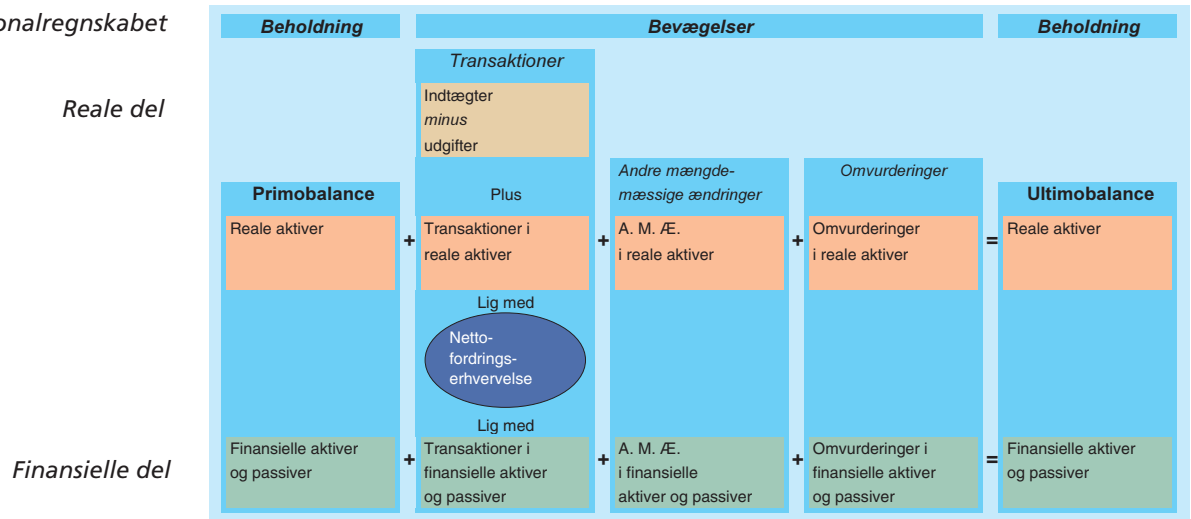 onalregnskabet
Beholdning
Bevægelser
Beholdning
Transaktioner
Reale del
Indtægter
minus
udgifter
Primobalance
Plus
Andre mængde-
mæssige ændringer
Omvurderinger
Ultimobalance
Reale aktiver
+
Transaktioner i
reale aktiver
+
A. M. Æ.
i reale aktiver
+
Omvurderinger
i reale aktiver
=
Reale aktiver
Lig med
Netto-
fordrings-
erhvervelse
Lig med
Finansielle del
Finansielle aktiver
og passiver
+
Transaktioner i
finansielle aktiver
og passiver
+
A. M. Æ.
i finansielle
aktiver og passiver
+
Omvurderinger i
finansielle aktiver
og passiver
=
Finansielle aktiver
og passiver